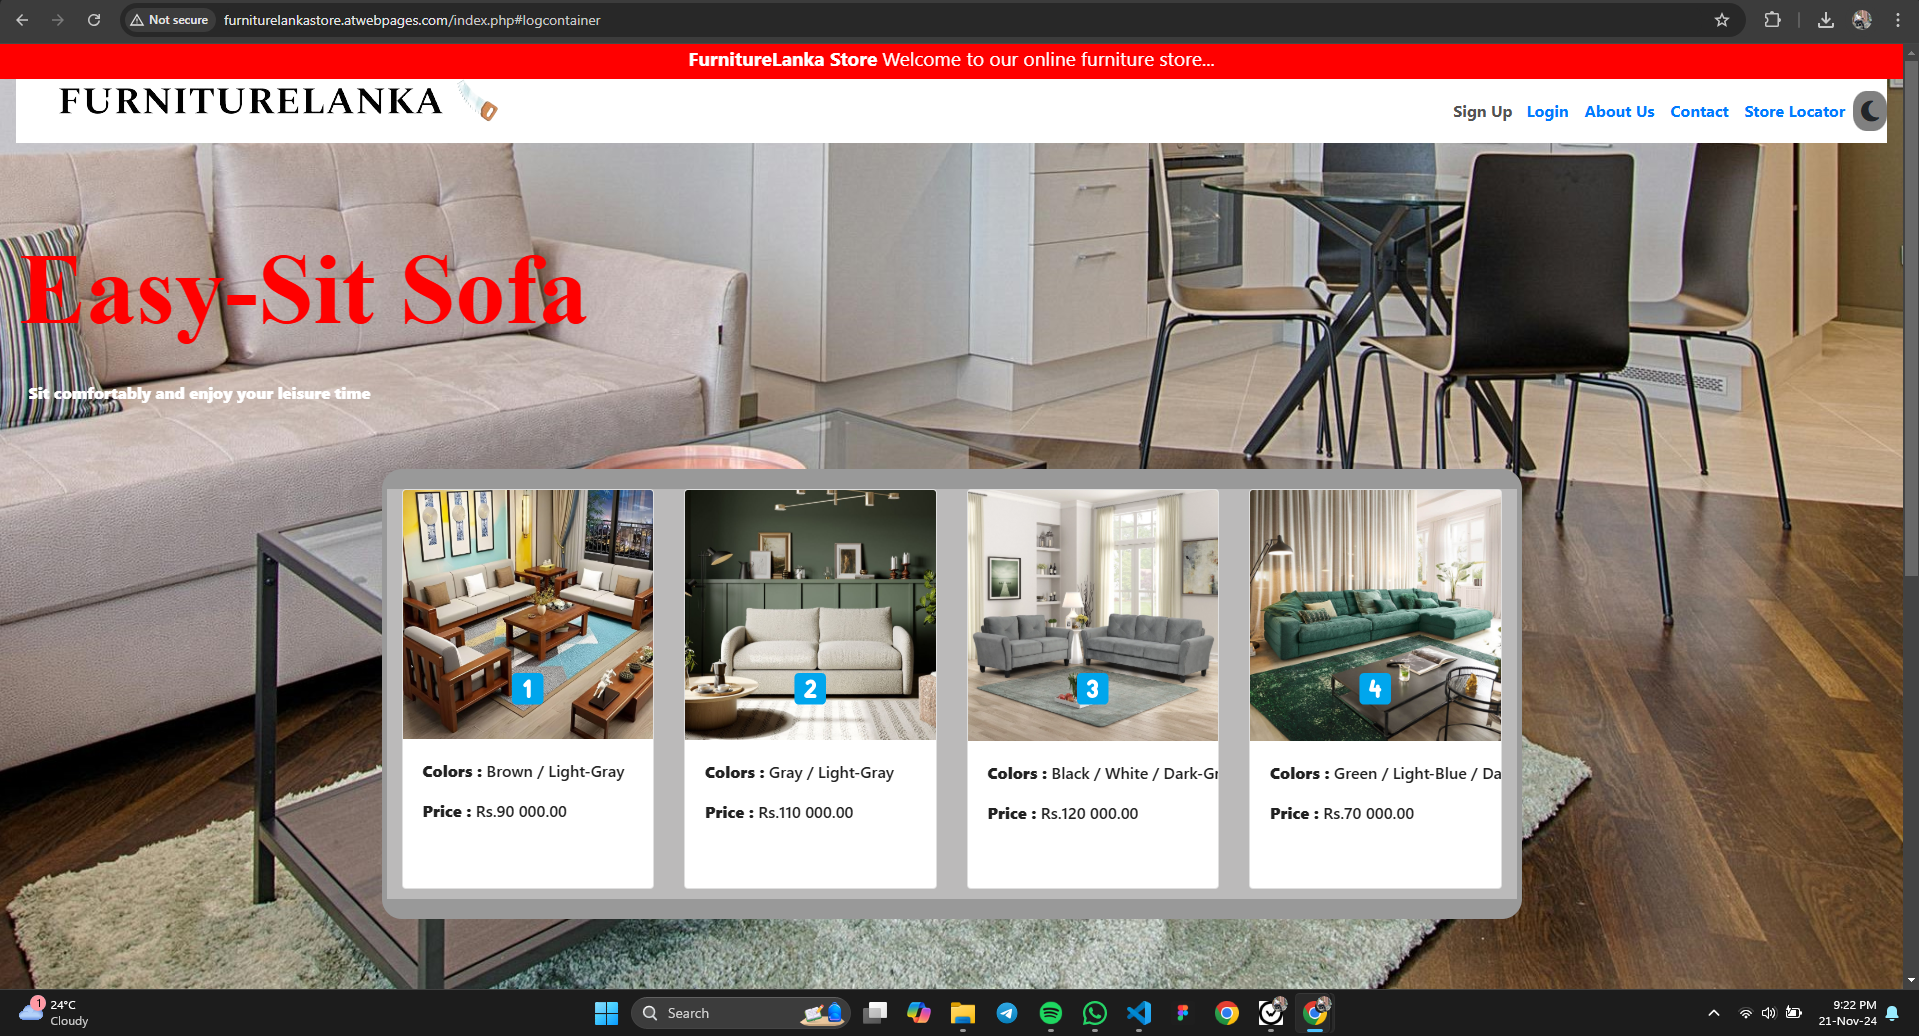 Not secure furniturelankastore.atwebpages.com/index.php#logcontainer
FurnitureLanka Store Welcome to our online furniture store...
FURNITURELANKA
Sign Up Login About Us Contact Store Locator
Easy-Sit Sofa
Sit comfortably and enjoy your leisure time
1 2 3 4
Colors : Brown / Light-Gray
Price : Rs.90 000.00
Colors : Gray / Light-Gray
Price : Rs.110 000.00
Colors : Black / White / Dark-Gr
Price : Rs.120 000.00
Colors : Green / Light-Blue / Da
Price : Rs.70 000.00
1
24°C
Cloudy
Search
9:22 PM
21-Nov-24